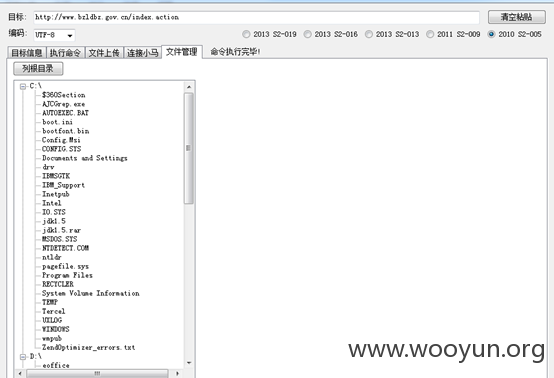 目标: http://www.bzldbz.gov.cn/index.action 清空粘贴
编码: UTF-8 2013 S2-019 2013 S2-016 2013 S2-013 2011 S2-009 2010 S2-005
目标信息 执行命令 文件上传 连接小马 文件管理 命令执行完毕!
列根目录
C:\
$360Section
AJCGrep.exe
AUTOEXEC.BAT
boot.ini
bootfont.bin
Config.Msi
CONFIG.SYS
Documents and Settings
drv
IBMSGTK
IBM_Support
Inetpub
Intel
IO.SYS
jdk1.5
jdk1.5.rar
MSDOS.SYS
NTDETECT.COM
ntldr
pagefile.sys
Program Files
RECYCLER
System Volume Information
TEMP
Tercel
UXLOG
WINDOWS
wmpub
ZendOptimizer_errors.txt
D:\
eoffice
www.wooyun.org